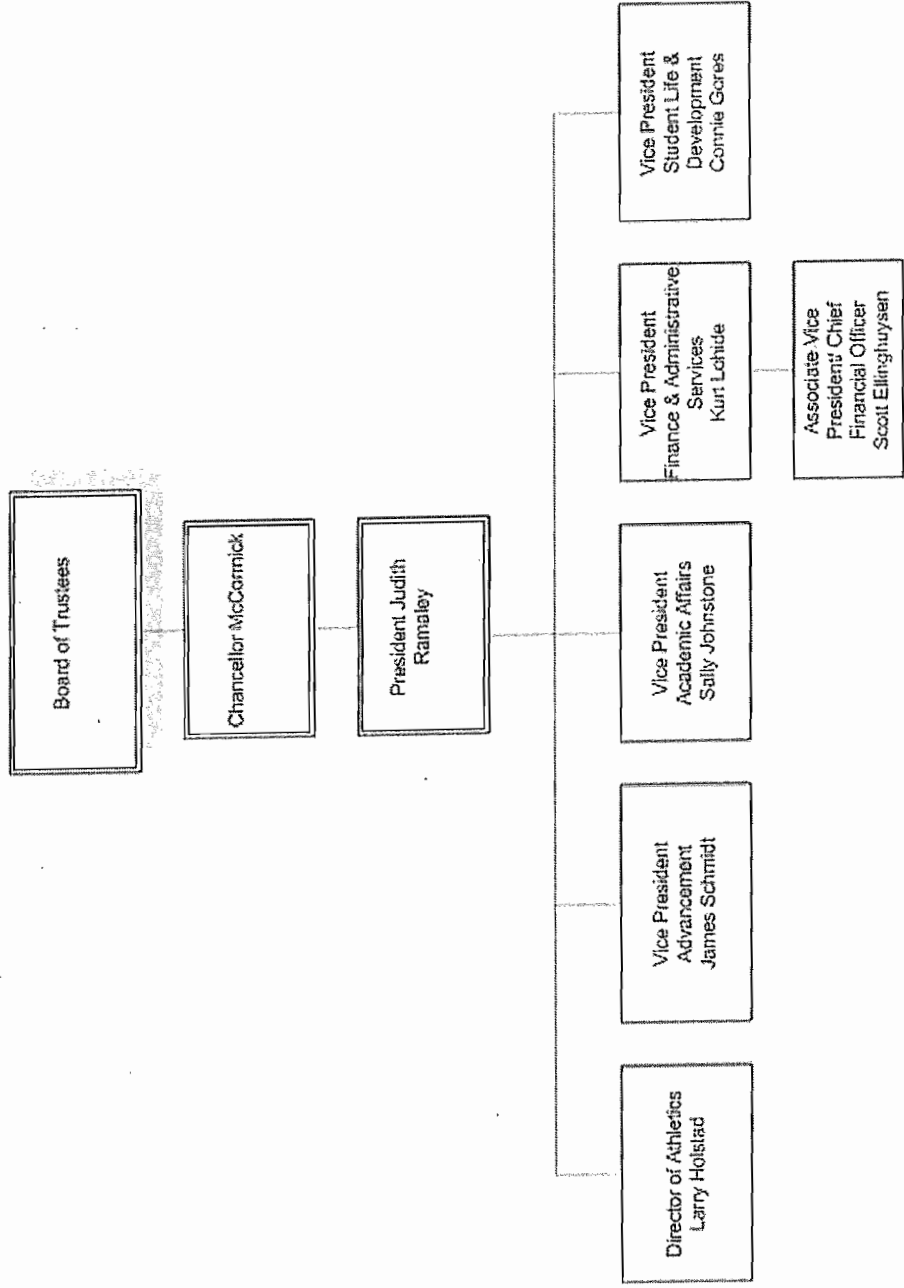 Board of Trustees
Chancellor McCormick
President Judith
Ramaley
Director of Athletics
Larry Holstad
Vice President
Advancement
James Schmidt
Vice President
Academic Affairs
Sally Johnstone
Vice President
Finance & Administrative
Services
Kurt Lohide
Vice President
Student Life &
Development
Connie Gores
Associate Vice
President/ Chief
Financial Officer
Scott Ellinghuysen